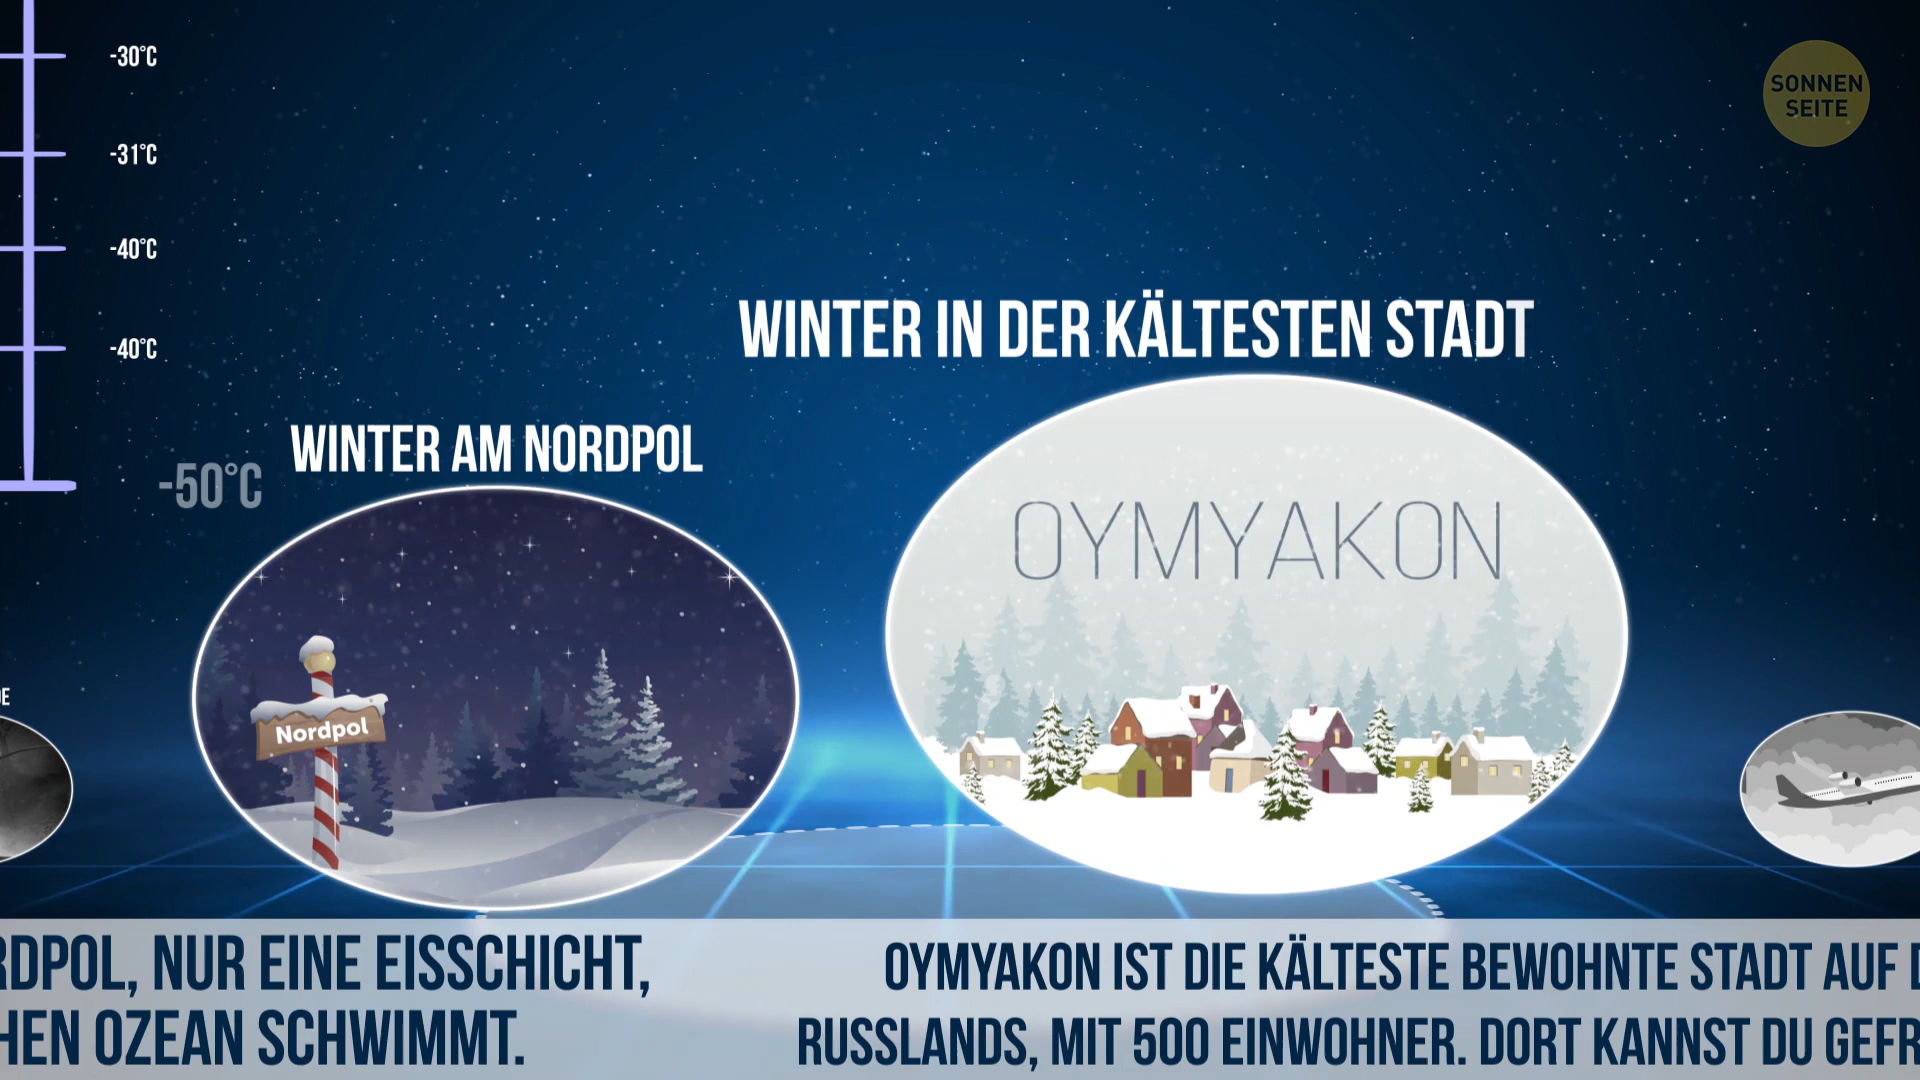 -30°C
SONNEN
SEITE
-31°C
-40°C
WINTER IN DER KÄLTESTEN STADT
-40°C
WINTER AM NORDPOL
-50°C
OYMYAKON
Nordpol
RDPOL, NUR EINE EISSCHICHT,
HEN OZEAN SCHWIMMT.
OYMYAKON IST DIE KÄLTESTE BEWOHNTE STADT AUF
RUSSLANDS, MIT 500 EINWOHNER. DORT KANNST DU GEFR